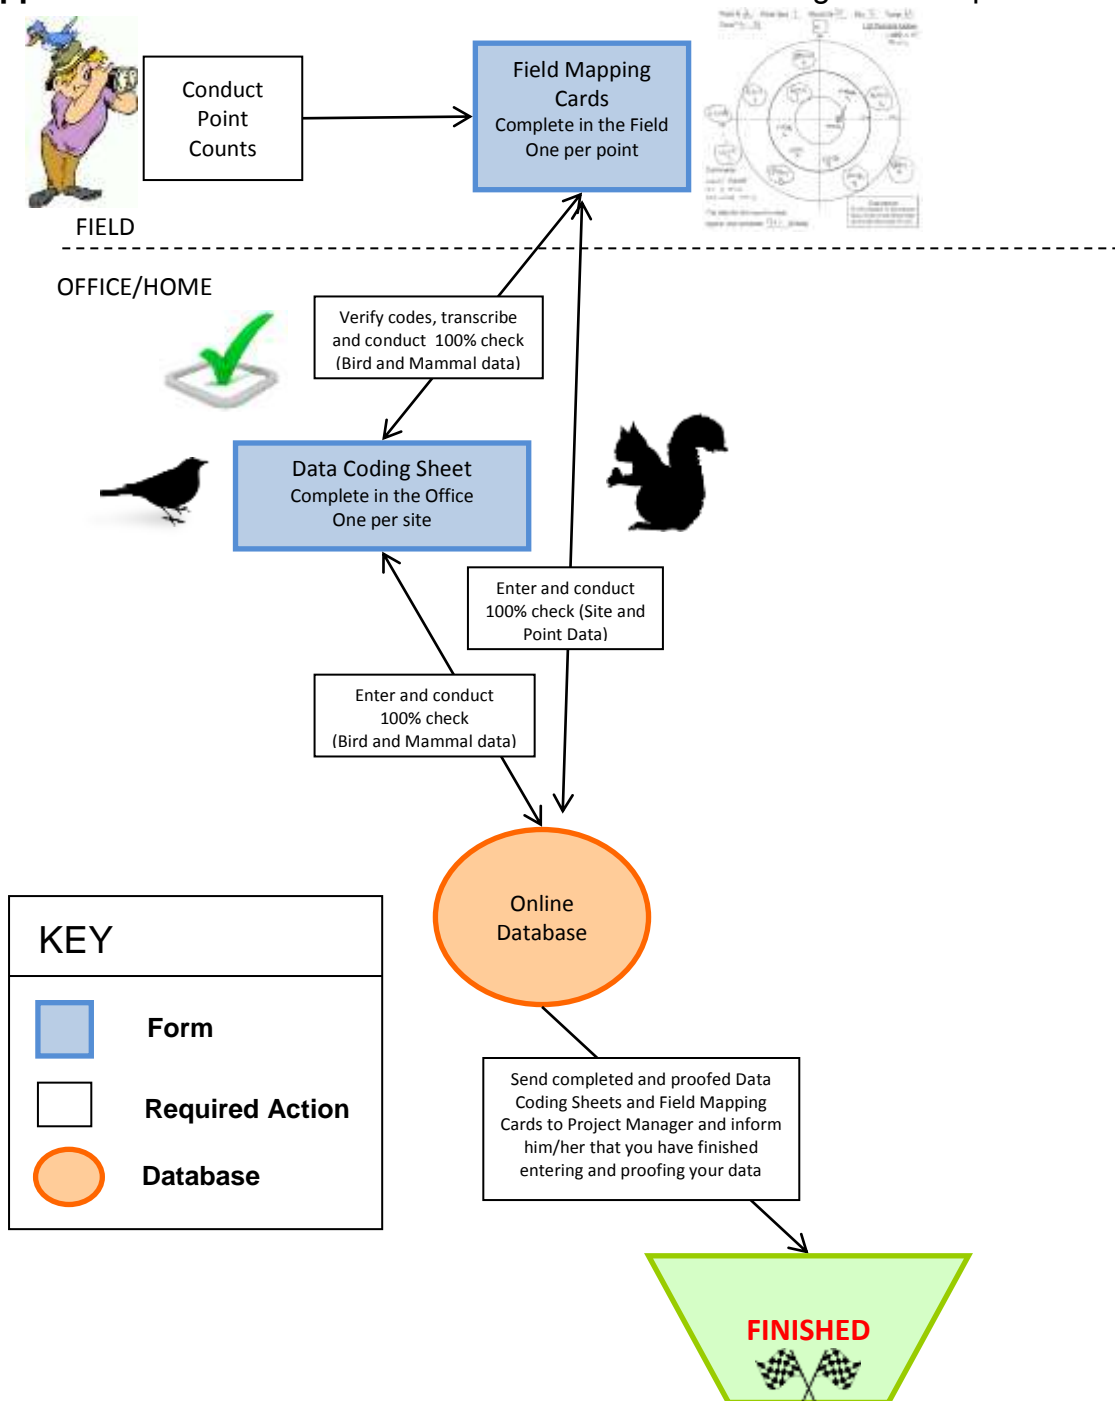 Conduct
Point
Counts
Field Mapping
Cards
Complete in the Field
One per point
FIELD
OFFICE/HOME
Verify codes, transcribe
and conduct 100% check
(Bird and Mammal data)
Data Coding Sheet
Complete in the Office
One per site
Enter and conduct
100% check (Site and
Point Data)
Enter and conduct
100% check
(Bird and Mammal data)
Online
Database
KEY
Form
Required Action
Database
Send completed and proofed Data
Coding Sheets and Field Mapping
Cards to Project Manager and inform
him/her that you have finished
entering and proofing your data
FINISHED